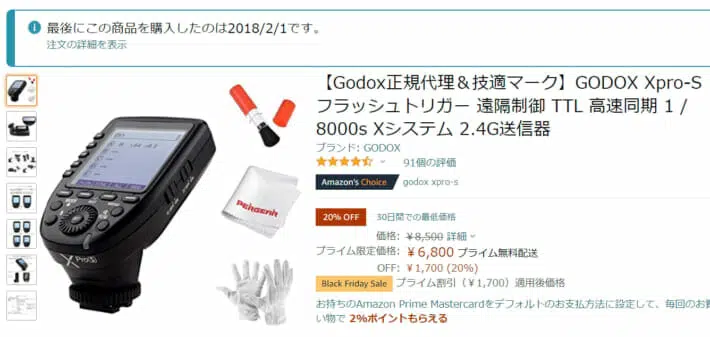 最後にこの商品を購入したのは2018/2/1です。
注文の詳細を表示
【Godox正規代理＆技適マーク】GODOX Xpro-S
フラッシュトリガー 遠隔制御 TTL 高速同期 1 /
8000s Xシステム 2.4G送信器
ブランド: GODOX
91個の評価
Amazon's Choice godox xpro-s
20% OFF 30日間での最低価格
価格: ￥8,500 詳細
プライム限定価格: ￥6,800 プライム無料配送
OFF: ￥1,700 (20%)
Black Friday Sale プライム割引 (￥1,700) 適用後価格
お持ちのAmazon Prime Mastercardをデフォルトのお支払方法に設定して、毎回のお買
い物で 2%ポイントもらえる
XProS
PERGEAR